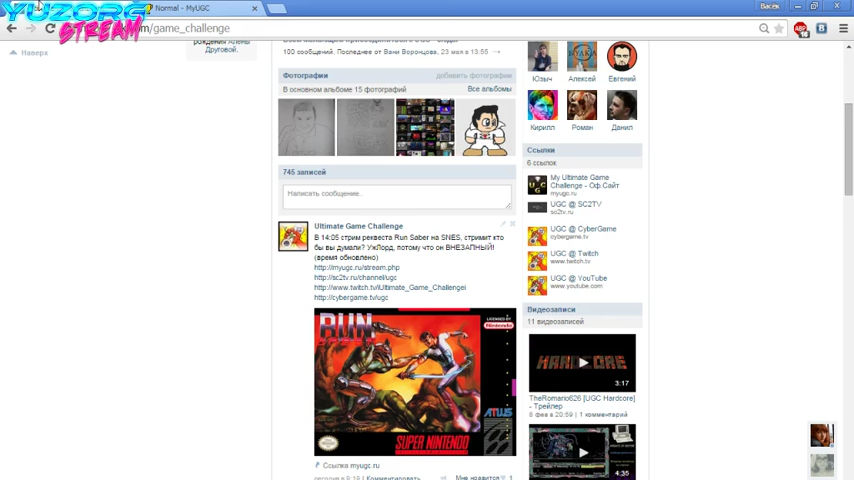 YUZORG
STREAM
Normal - MyUGC
Васек
/game_challenge
Наверх
рождения Алены
Друговой.
100 сообщений. Последнее от Вани Воронцова, 23 мая в 13:55
Фотографии
добавить фотографии
В основном альбоме 15 фотографий
Все альбомы
745 записей
Написать сообщение..
Ultimate Game Challenge
В 14:05 стрим реквеста Run Saber на SNES, стримит кто
бы вы думали? УжЛорд, потому что он ВНЕЗАПНЫЙ!
(время обновлено)
http://myugc.ru/stream.php
http://sc2tv.ru/channel/ugc
http://www.twitch.tv/Ultimate_Game_Challengei
http://cybergame.tv/ugc
RUN
LICENSED BY
Nintendo
ATLUS
SUPER NINTENDO
Ссылка myugc.ru
сегодня в 9:19
Комментировать
Мне нравится
1
Юзыч
Алексей
Евгений
Кирилл
Роман
Данил
Ссылки
6 ссылок
My Ultimate Game
Challenge - Оф.Сайт
myugc.ru
UGC @ SC2TV
sc2tv.ru
UGC @ CyberGame
cybergame.tv
UGC @ Twitch
www.twitch.tv
UGC @ YouTube
www.youtube.com
Видеозаписи
11 видеозаписей
HARDCORE
3:17
TheRomario626 [UGC Hardcore]
- Трейлер
8 фев в 20:59 | 1 комментарий
4:35